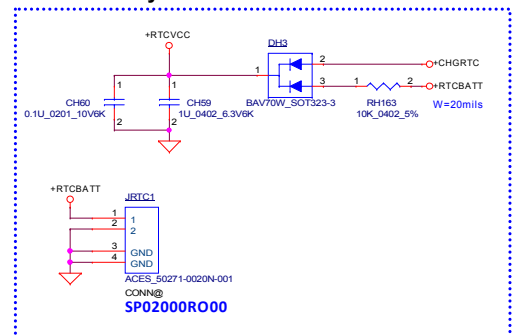 +RTCVCC
DH3
1
2
+CHGRTC
3
1
2
+RTCBATT
BAV70W_SOT323-3
RH163
10K_0402_5%
W=20mils
1
1
CH60
0.1U_0201_10V6K
CH59
1U_0402_6.3V6K
2
2
+RTCBATT
JRTC1
1
1
2
2
3
GND
4
GND
ACES_50271-0020N-001
CONN@
SP02000RO00